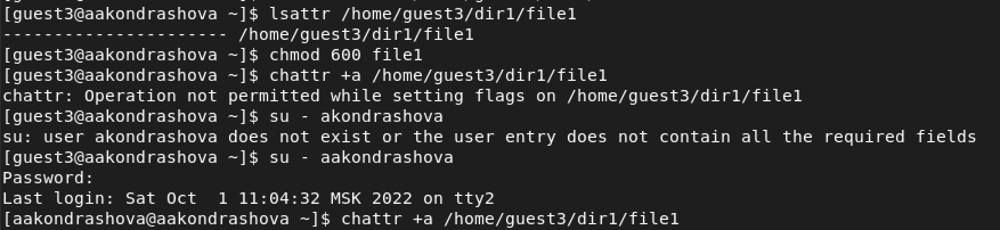 [guest3@aakondrashova ~]$ lsattr /home/guest3/dir1/file1
---------------------- /home/guest3/dir1/file1
[guest3@aakondrashova ~]$ chmod 600 file1
[guest3@aakondrashova ~]$ chattr +a /home/guest3/dir1/file1
chattr: Operation not permitted while setting flags on /home/guest3/dir1/file1
[guest3@aakondrashova ~]$ su - akondrashova
su: user akondrashova does not exist or the user entry does not contain all the required fields
[guest3@aakondrashova ~]$ su - aakondrashova
Password:
Last login: Sat Oct  1 11:04:32 MSK 2022 on tty2
[aakondrashova@aakondrashova ~]$ chattr +a /home/guest3/dir1/file1